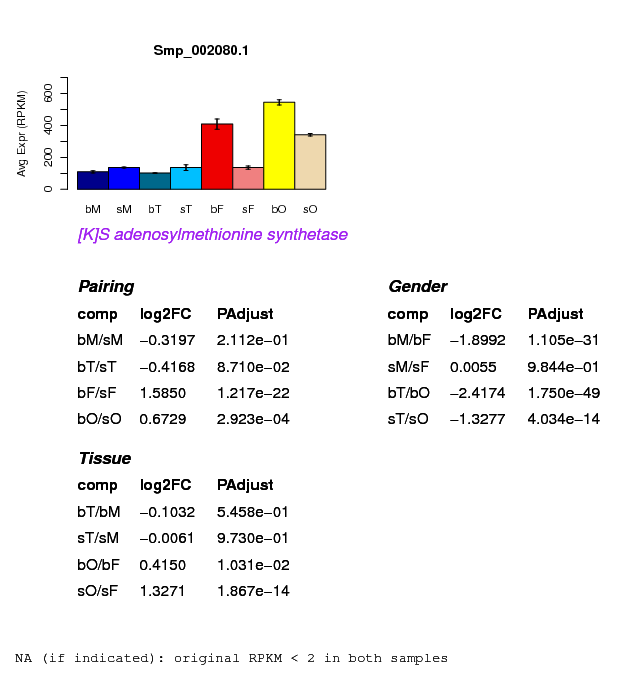 Smp_002080.1
Avg Expr (RPKM)
600
400
200
0
bM sM bT sT bF sF bO sO
[K]S adenosylmethionine synthetase
Pairing
comp log2FC PAdjust
bM/sM −0.3197 2.112e−01
bT/sT −0.4168 8.710e−02
bF/sF 1.5850 1.217e−22
bO/sO 0.6729 2.923e−04
Gender
comp log2FC PAdjust
bM/bF −1.8992 1.105e−31
sM/sF 0.0055 9.844e−01
bT/bO −2.4174 1.750e−49
sT/sO −1.3277 4.034e−14
Tissue
comp log2FC PAdjust
bT/bM −0.1032 5.458e−01
sT/sM −0.0061 9.730e−01
bO/bF 0.4150 1.031e−02
sO/sF 1.3271 1.867e−14
NA (if indicated): original RPKM < 2 in both samples